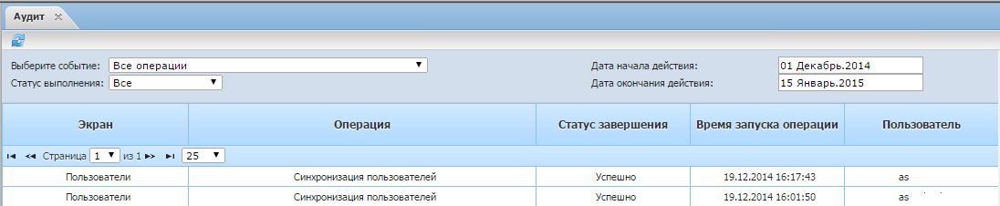 Аудит
Выберите событие: Все операции Дата начала действия: 01 Декабрь.2014
Статус выполнения: Все Дата окончания действия: 15 Январь.2015
Экран Операция Статус завершения Время запуска операции Пользователь
Страница 1 из 1 25
Пользователи Синхронизация пользователей Успешно 19.12.2014 16:17:43 as
Пользователи Синхронизация пользователей Успешно 19.12.2014 16:01:50 as